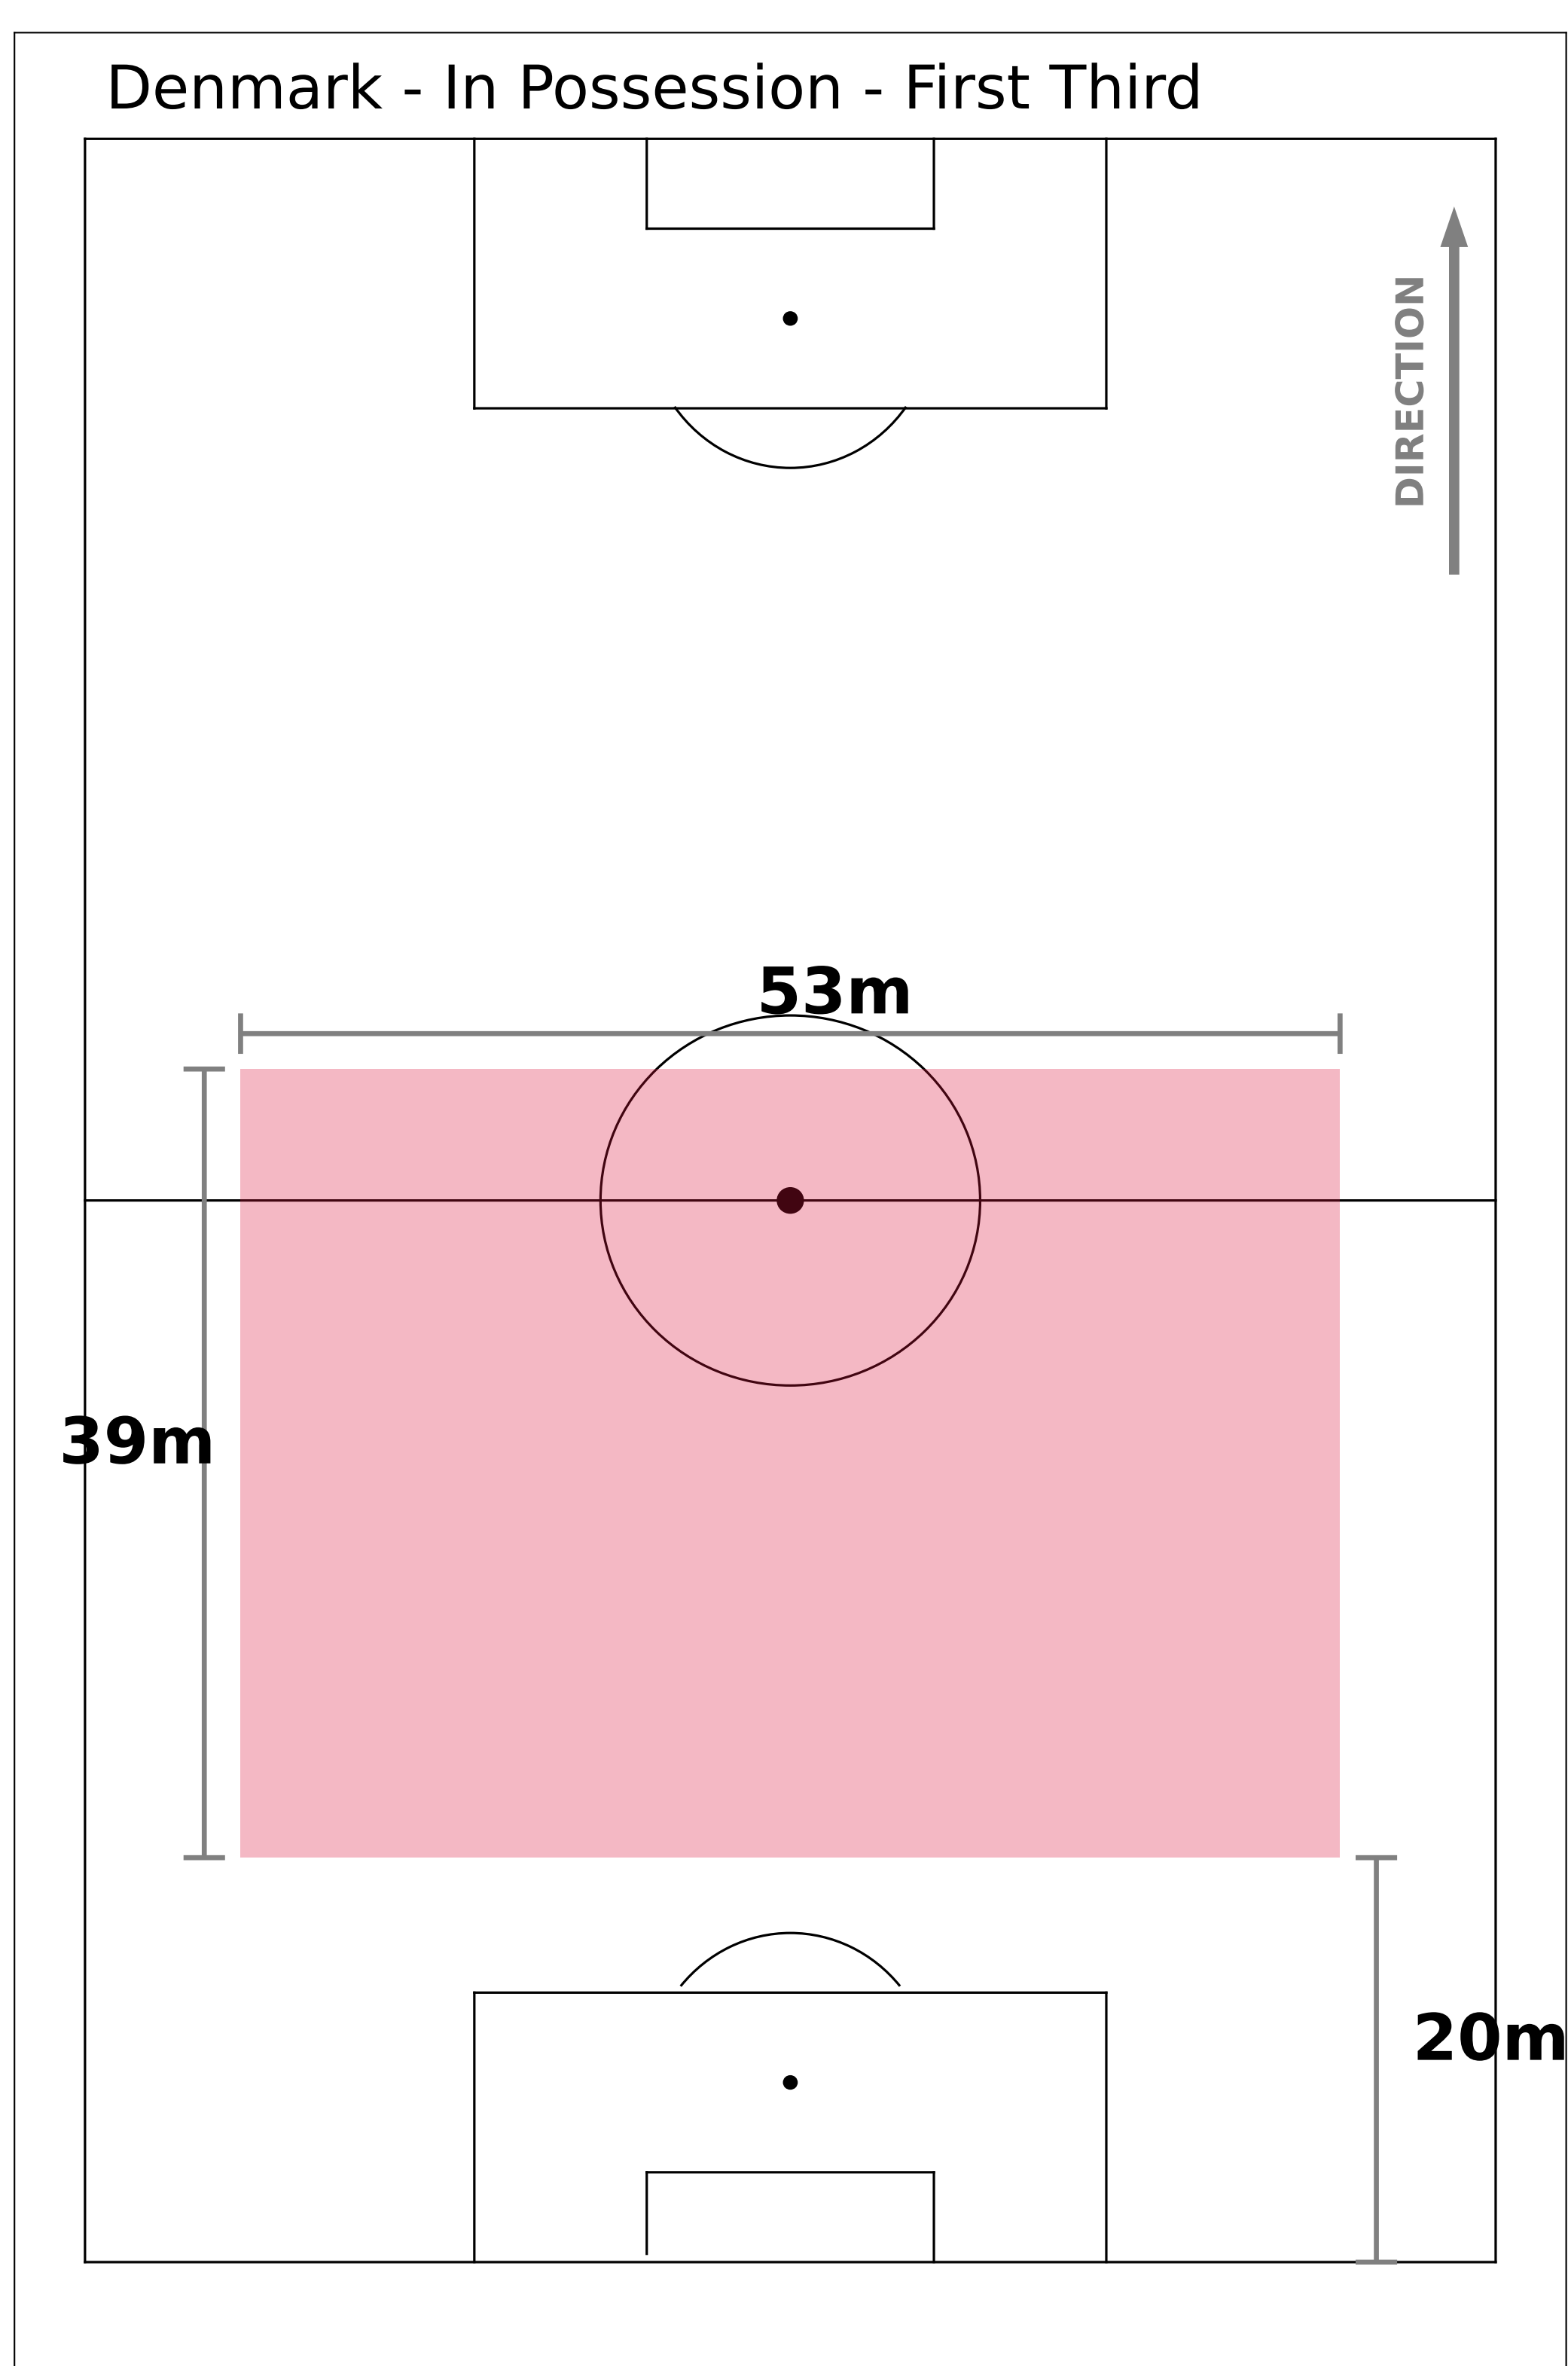 Denmark - In Possession - First Third
DIRECTION
53m
39m
20m